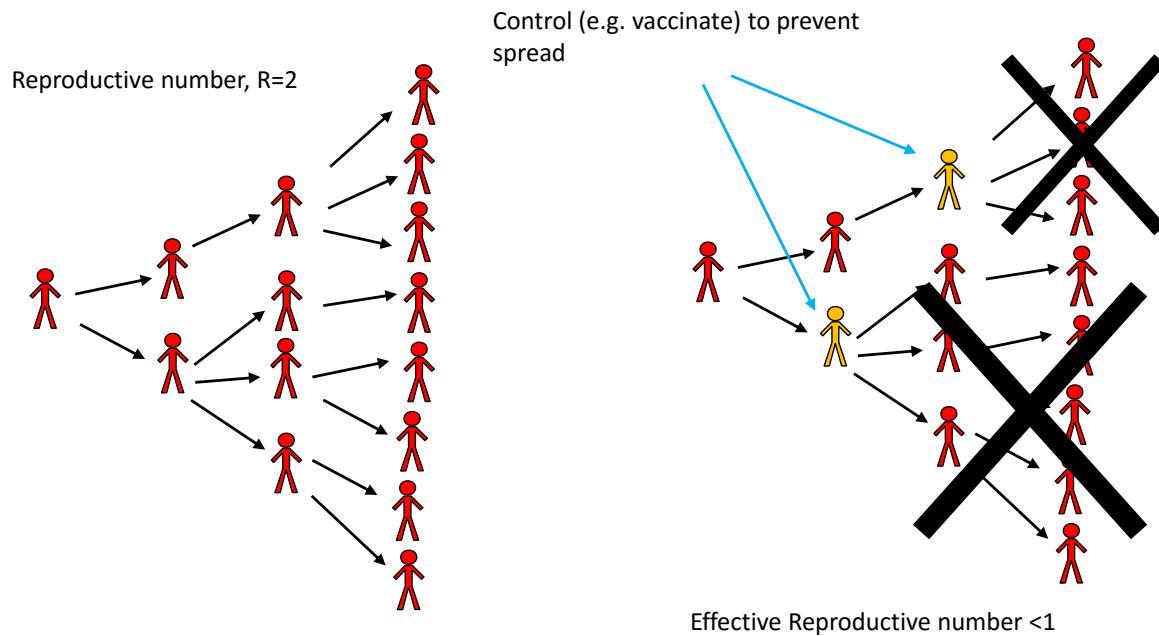 Control (e.g. vaccinate) to prevent
spread
Reproductive number, R=2
Effective Reproductive number <1